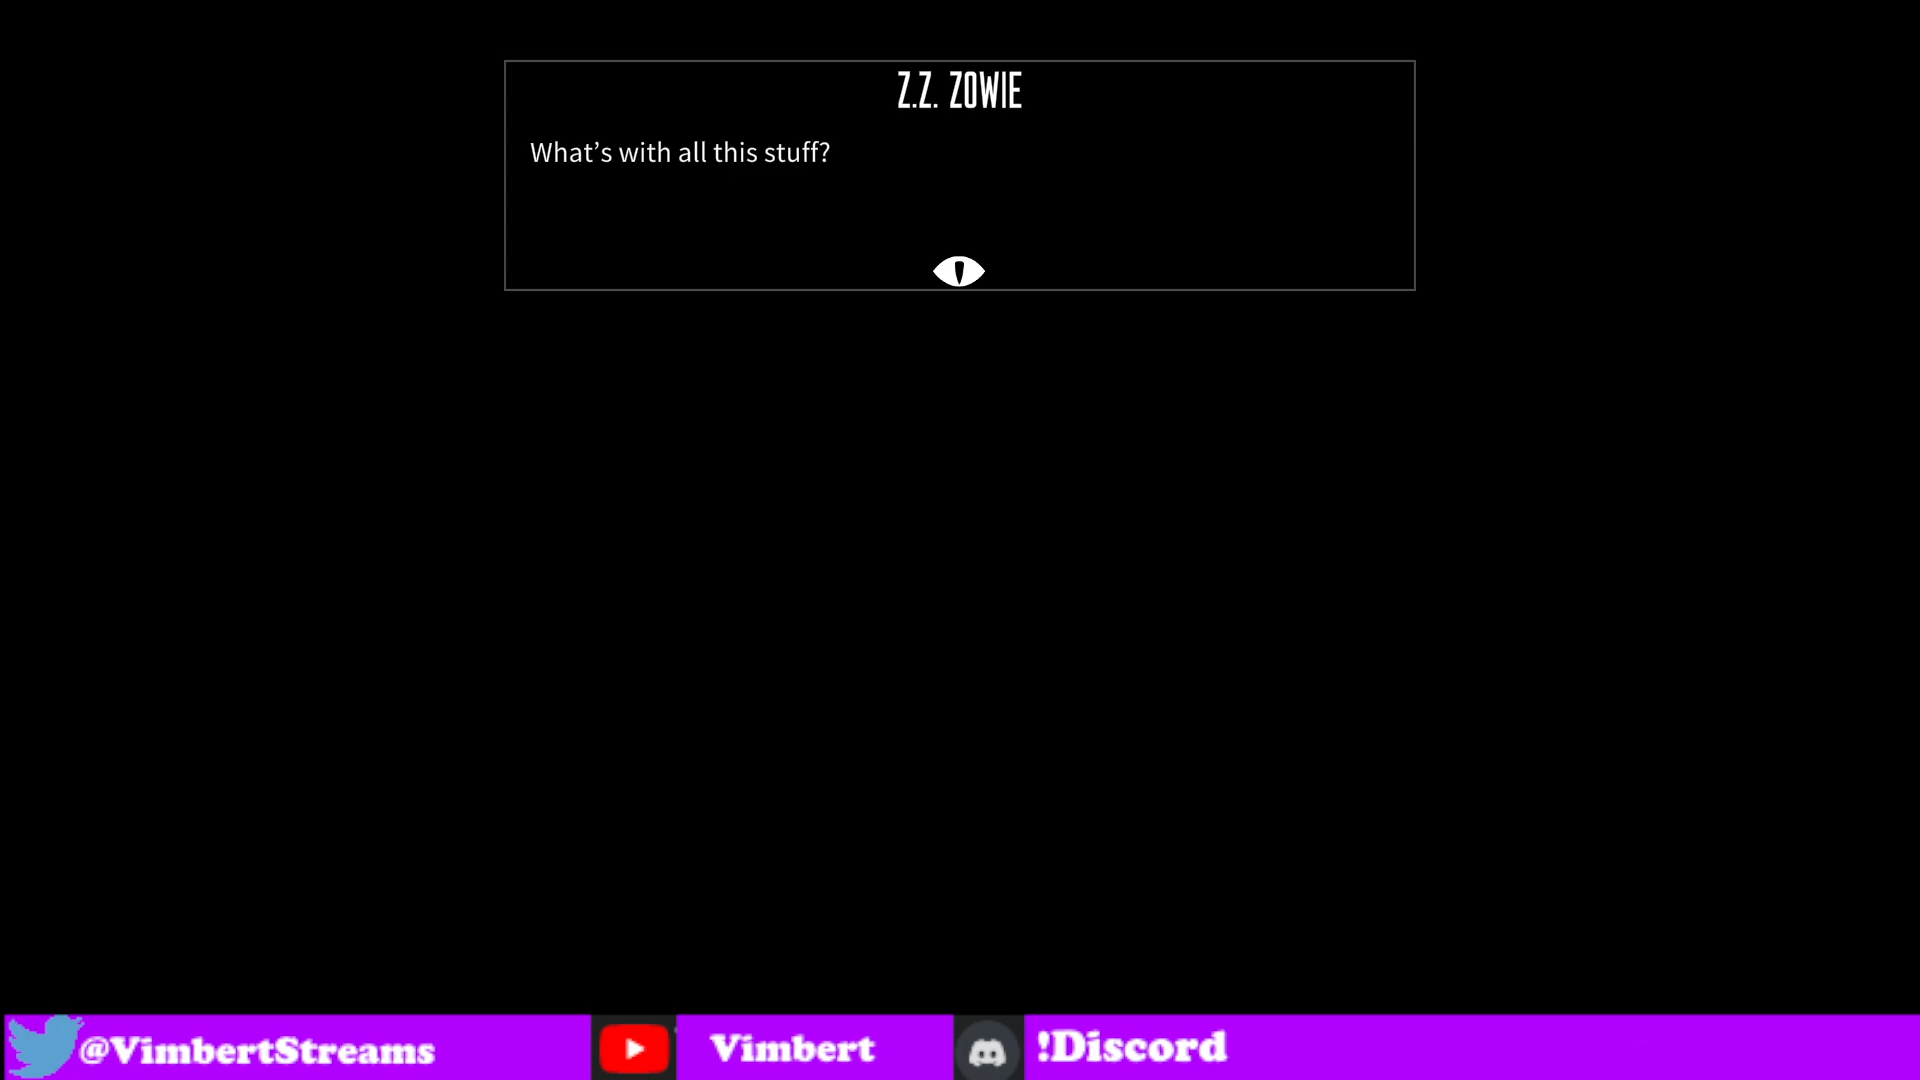 Z.Z. ZOWIE
What’s with all this stuff?
@VimbertStreams
Vimbert
!Discord